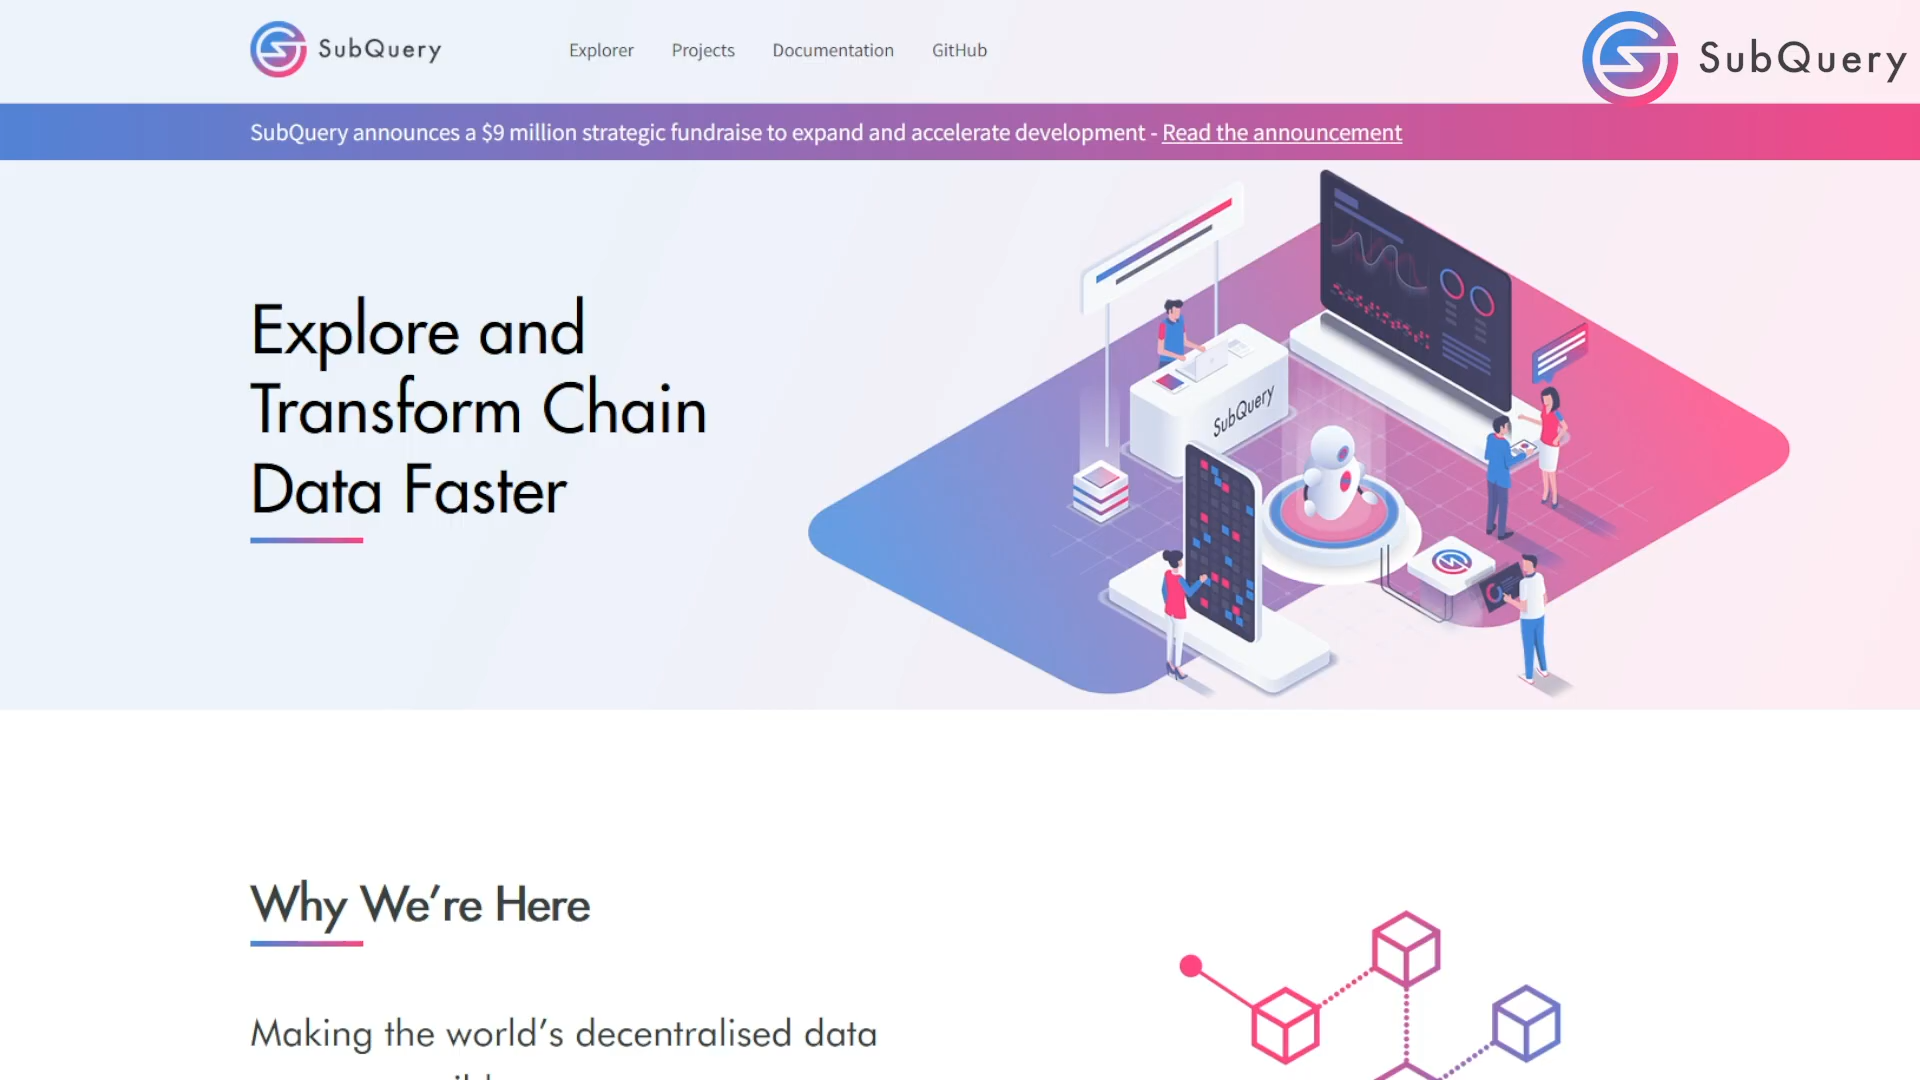 SubQuery
Explorer
Projects
Documentation
GitHub
SubQuery
SubQuery announces a $9 million strategic fundraise to expand and accelerate development - Read the announcement
Explore and
Transform Chain
Data Faster
SubQuery
Why We’re Here
Making the world’s decentralised data